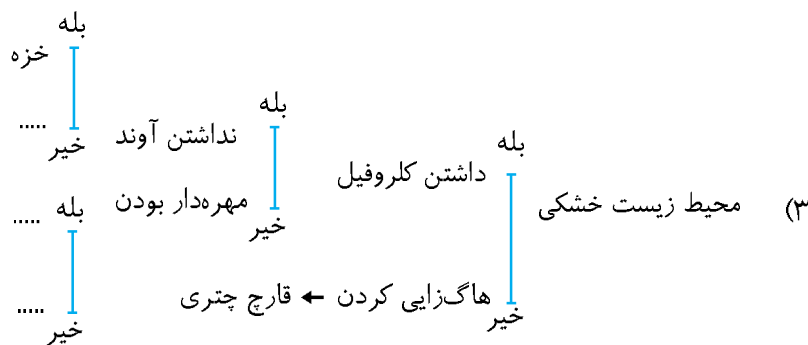 ۳) محیط زیست خشکی
بله
داشتن کلروفیل
خیر
هاگ‌زایی کردن ← قارچ چتری
بله
نداشتن آوند
خیر
مهره‌دار بودن
بله
خزه
خیر
.....
بله
.....
خیر
.....